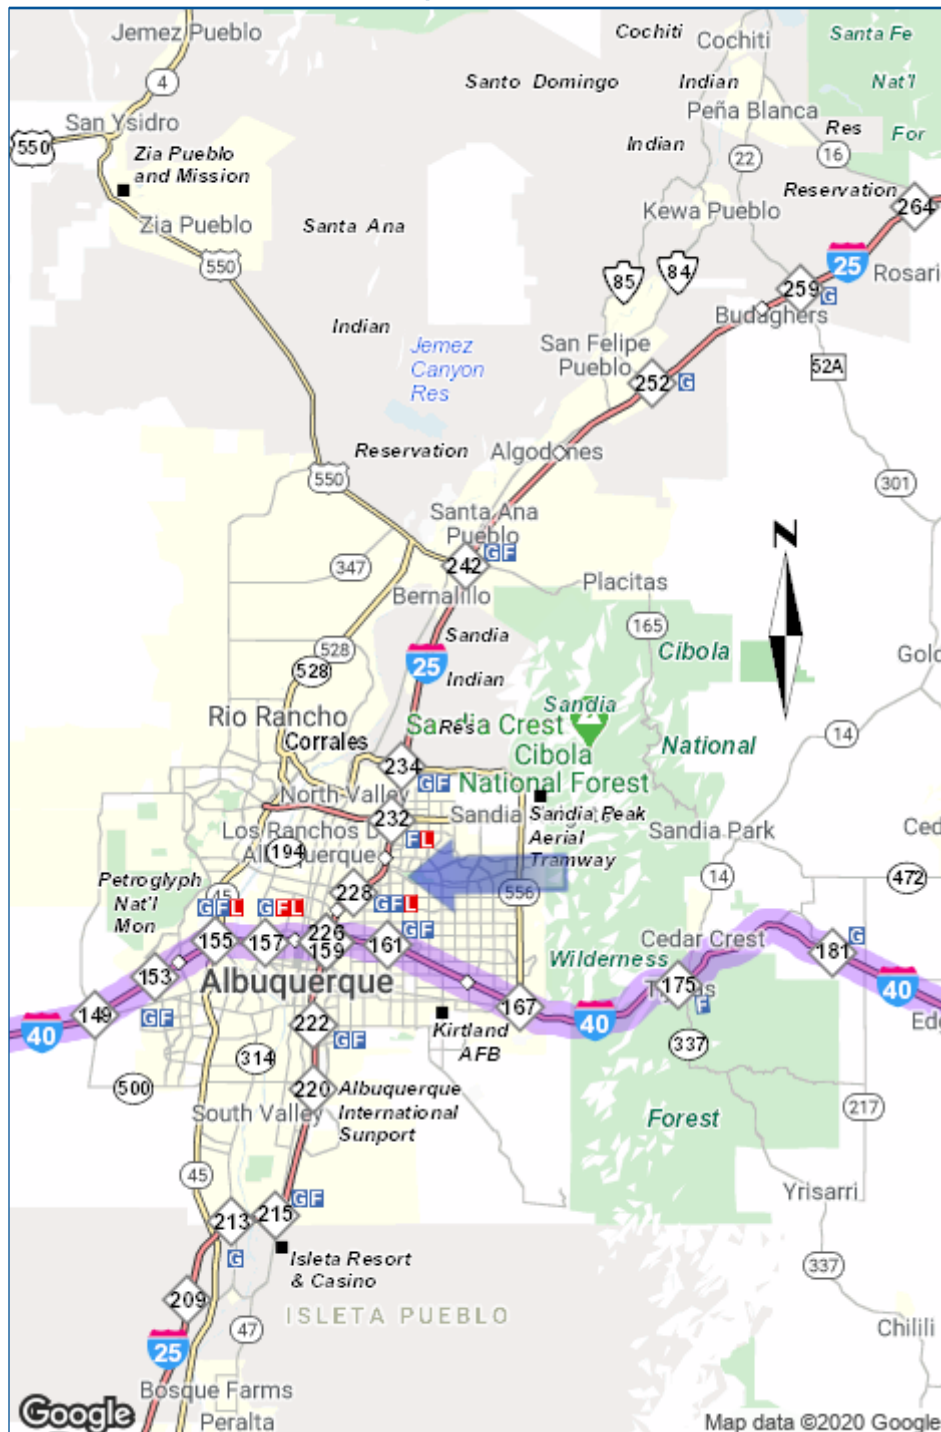 Jemez Pueblo
Cochiti
Cochiti
Santa Fe
4
Santo Domingo
Indian
Nat'l
San Ysidro
Peña Blanca
550
Zia Pueblo
and Mission
Indian
Res
For
22
16
Reservation
264
Zia Pueblo
Santa Ana
Kewa Pueblo
550
85
84
25
Rosari
259
G
Indian
Budaghers
Jemez
Canyon
Res
San Felipe
Pueblo
252
G
52A
Reservation
Algodones
550
301
Santa Ana
Pueblo
G F
242
347
Placitas
Bernalillo
528
Sandia
165
Cibola
528
25
Indian
Gold
Sandia
Rio Rancho
Sandia Crest
Res
Corrales
Cibola
National
14
234
G F
National Forest
North Valley
232
Sandia
Sandia Peak
Aerial
Tramway
Los Ranchos D
Albuquerque
194
F L
Sandia Park
Ced
Petroglyph
Nat'l
Mon
45
228
556
14
472
G F L
G F L
G F L
G F
226
155
157
159
161
Cedar Crest
G
181
153
Wilderness
175
Albuquerque
167
F
149
40
40
40
G F
222
G F
Kirtland
AFB
Edg
314
337
500
220
Albuquerque
International
Sunport
South Valley
Forest
217
45
Yrisarri
G F
213
215
G
Isleta Resort
& Casino
337
209
ISLETA PUEBLO
47
Chilili
25
Bosque Farms
Peralta
Google
Map data ©2020 Google
N